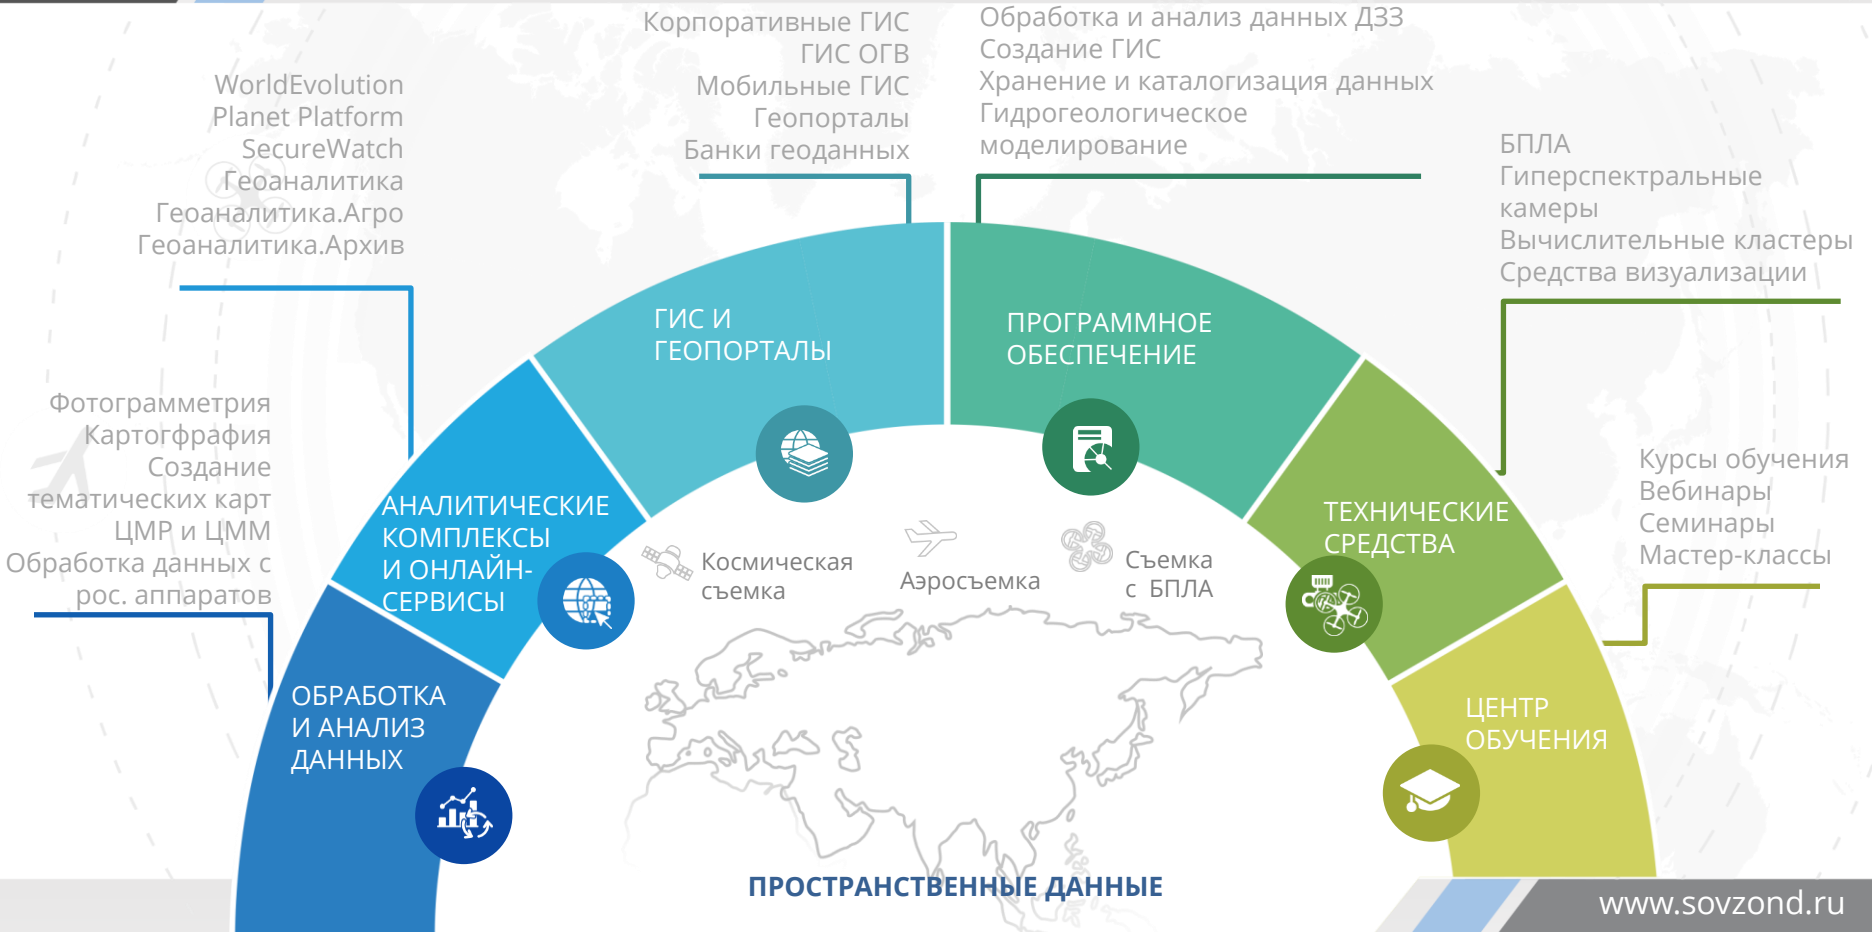 Корпоративные ГИС
ГИС ОГВ
Мобильные ГИС
Геопорталы
Банки геоданных
Обработка и анализ данных ДЗЗ
Создание ГИС
Хранение и каталогизация данных
Гидрогеологическое
моделирование
WorldEvolution
Planet Platform
SecureWatch
Геоаналитика
Геоаналитика.Агро
Геоаналитика.Архив
БПЛА
Гиперспектральные
камеры
Вычислительные кластеры
Средства визуализации
Фотограмметрия
Картогфрафия
Создание
тематических карт
ЦМР и ЦММ
Обработка данных с
рос. аппаратов
Курсы обучения
Вебинары
Семинары
Мастер-классы
ОБРАБОТКА
И АНАЛИЗ
ДАННЫХ
АНАЛИТИЧЕСКИЕ
КОМПЛЕКСЫ
И ОНЛАЙН-
СЕРВИСЫ
ГИС И
ГЕОПОРТАЛЫ
ПРОГРАММНОЕ
ОБЕСПЕЧЕНИЕ
ТЕХНИЧЕСКИЕ
СРЕДСТВА
ЦЕНТР
ОБУЧЕНИЯ
Космическая
съемка
Аэросъемка
Съемка
с БПЛА
ПРОСТРАНСТВЕННЫЕ ДАННЫЕ
www.sovzond.ru